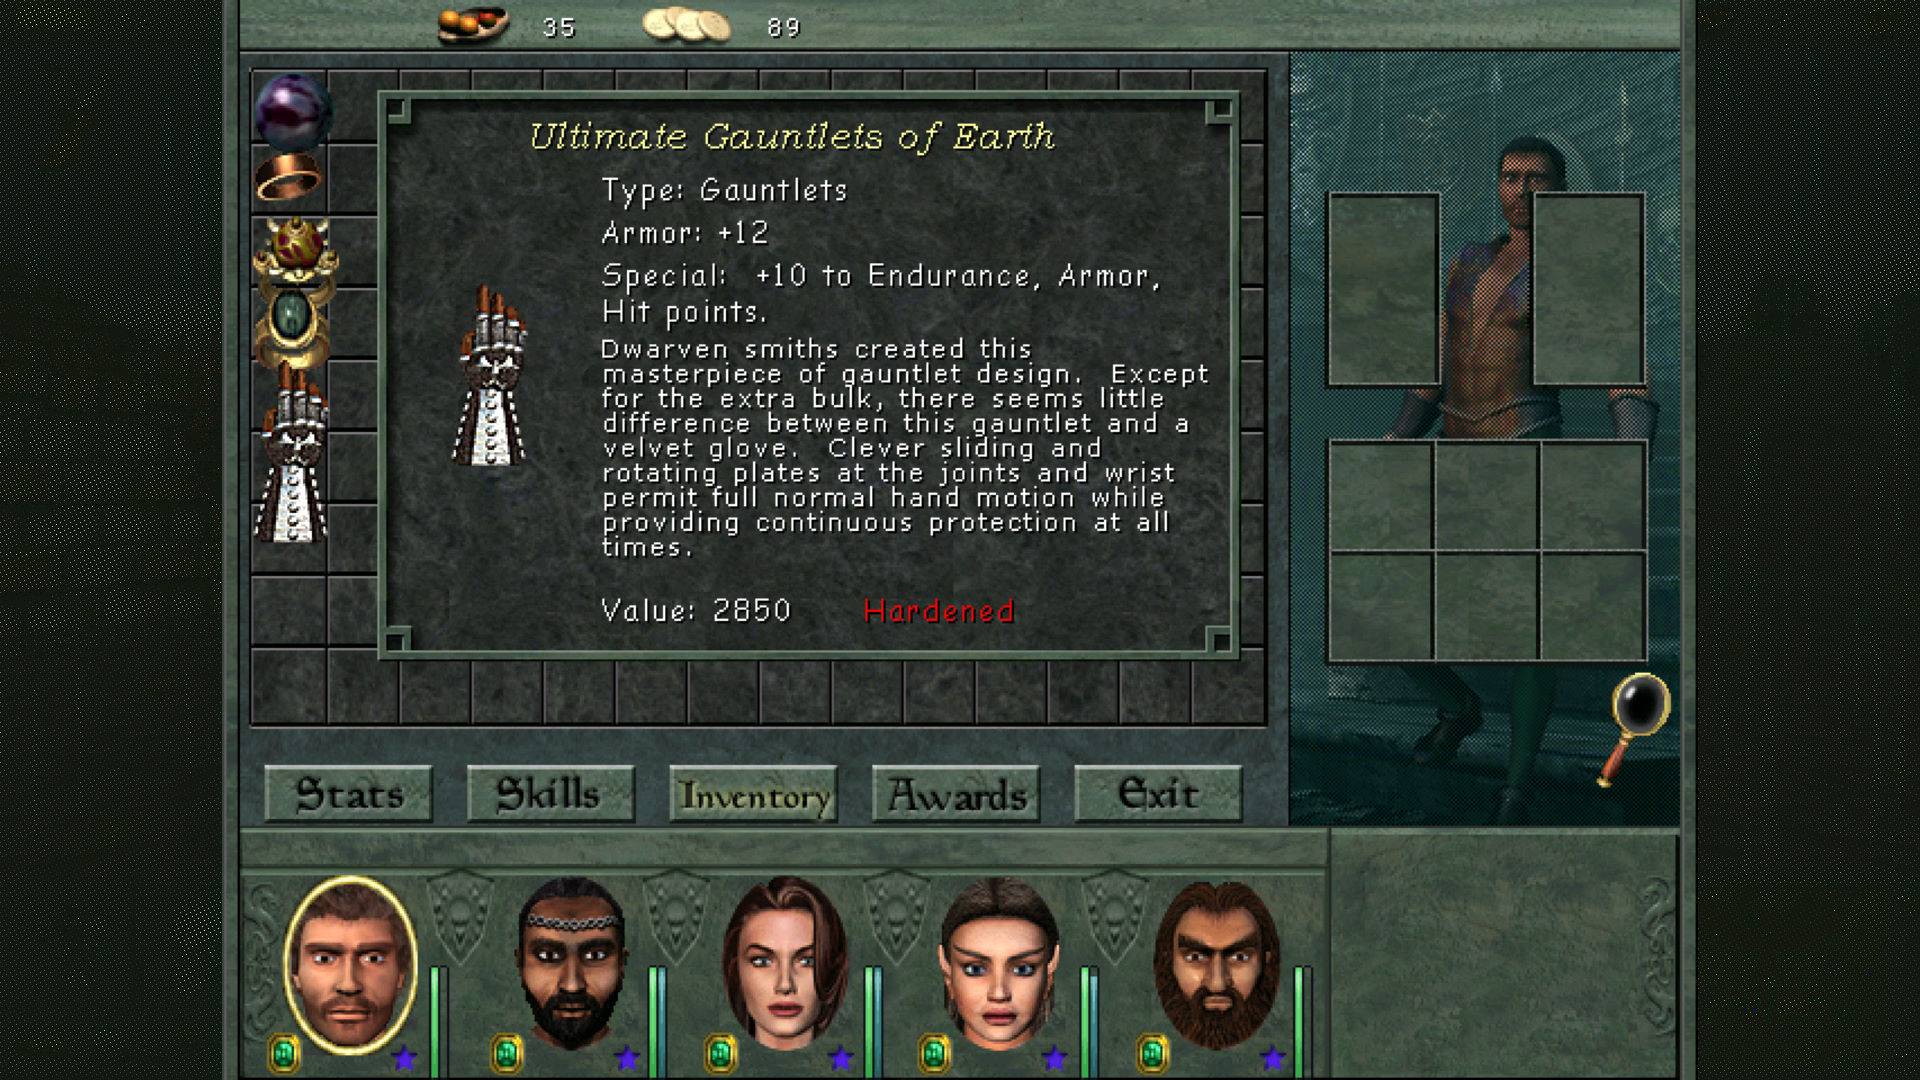 35 89
Ultimate Gauntlets of Earth
Type: Gauntlets
Armor: +12
Special: +10 to Endurance, Armor,
Hit points.
Dwarven smiths created this
masterpiece of gauntlet design. Except
for the extra bulk, there seems little
difference between this gauntlet and a
velvet glove. Clever sliding and
rotating plates at the joints and wrist
permit full normal hand motion while
providing continuous protection at all
times.
Value: 2850 Hardened
Stats Skills Inventory Awards Exit